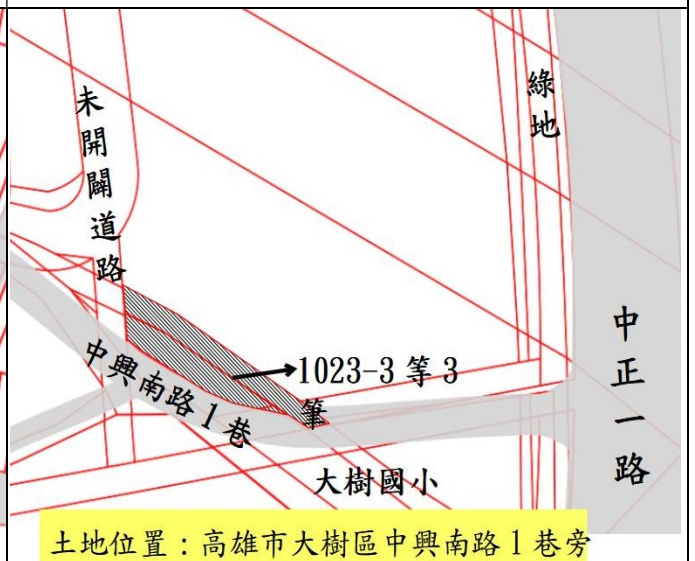 未開闢道路
綠地
中正一路
中興南路1巷
1023-3等3
筆
大樹國小
土地位置：高雄市大樹區中興南路1巷旁